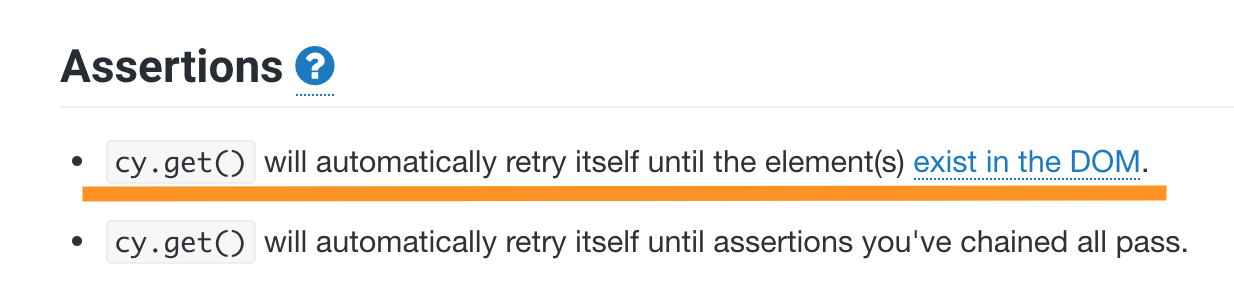 Assertions ?
• cy.get() will automatically retry itself until the element(s) exist in the DOM.
• cy.get() will automatically retry itself until assertions you've chained all pass.